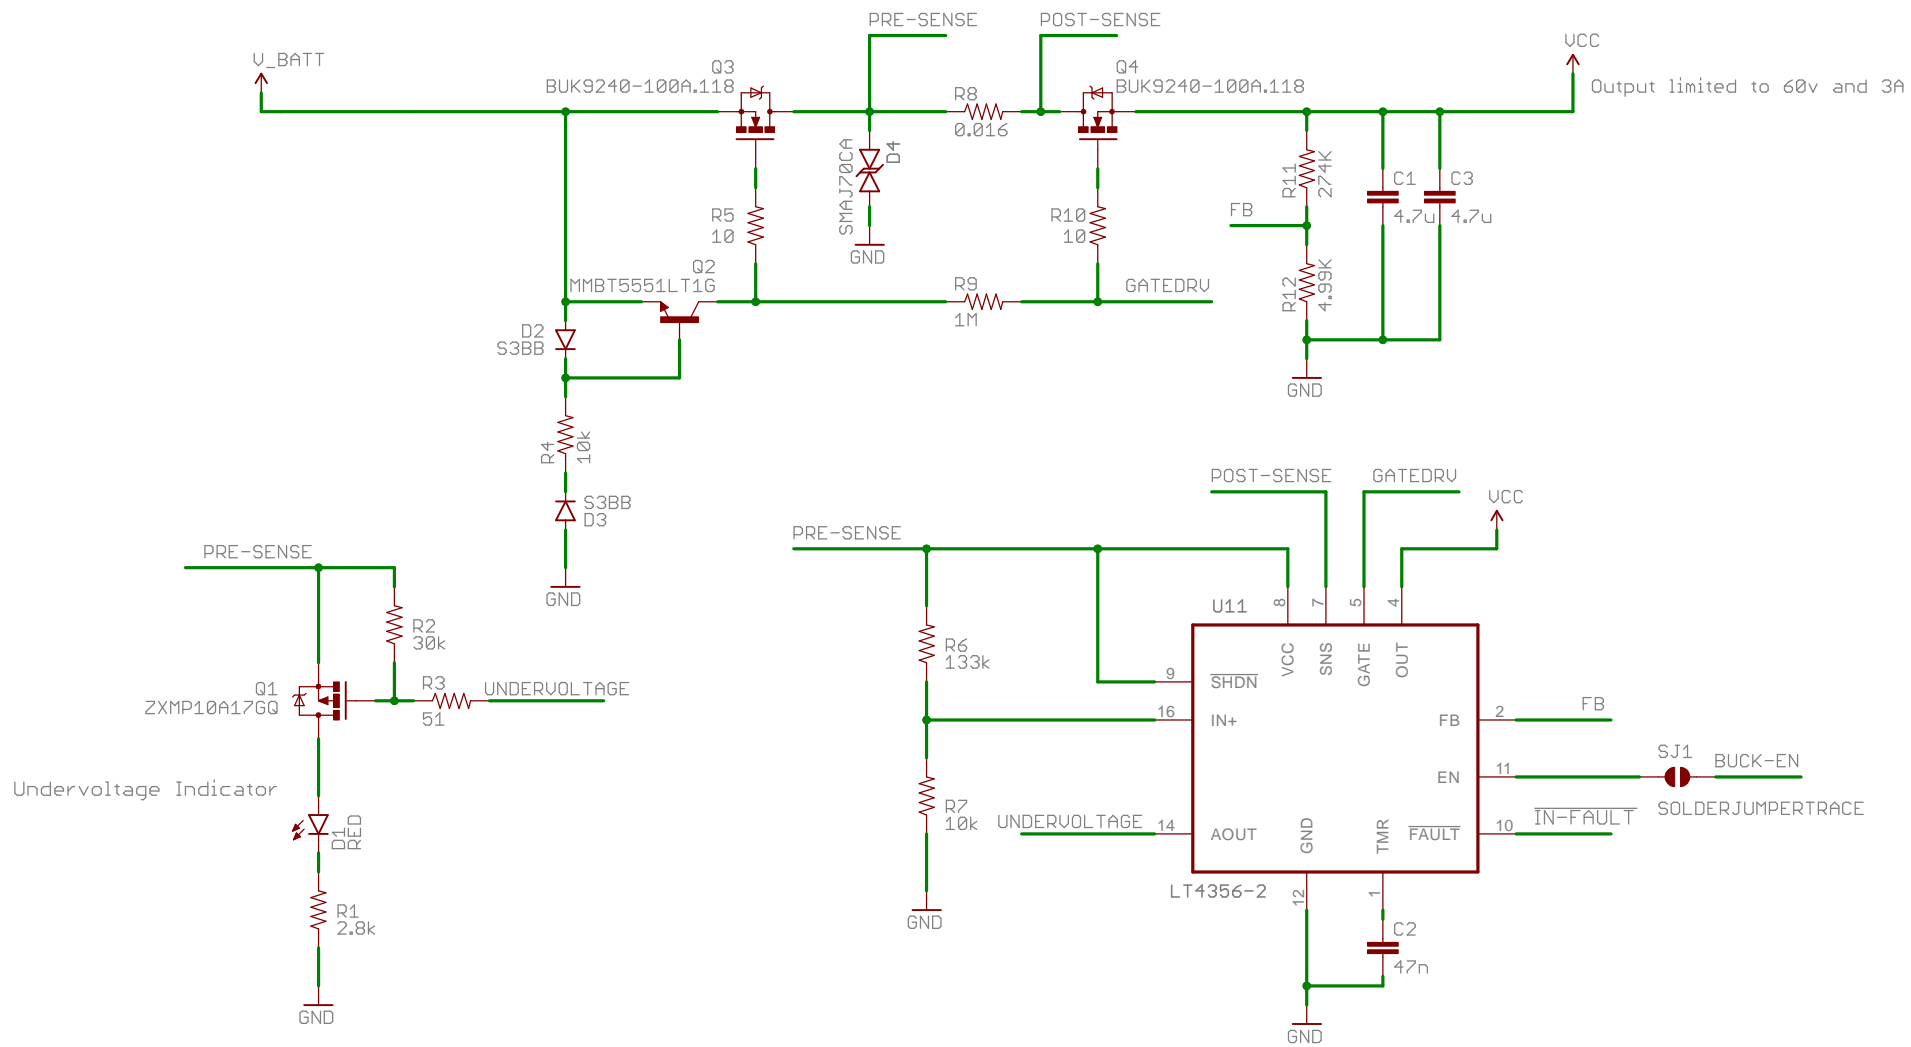 PRE-SENSE
POST-SENSE
V_BATT
VCC
Q3
BUK9240-100A.118
Q4
BUK9240-100A.118
Output limited to 60v and 3A
R8
0.016
SMAJ70CA
D4
R11
274K
C1
4.7u
C3
4.7u
R5
10
R10
10
FB
GND
Q2
MMBT5551LT1G
R9
1M
GATEDRV
R12
4.99K
D2
S3BB
GND
R4
10k
S3BB
D3
GND
POST-SENSE
GATEDRV
VCC
PRE-SENSE
PRE-SENSE
R2
30k
U11
8
7
5
4
VCC
SNS
GATE
OUT
R6
133k
9
SHDN
Q1
ZXMP10A17GQ
R3
51
UNDERVOLTAGE
16
IN+
FB
2
FB
SJ1
BUCK-EN
EN
11
SOLDERJUMPERTRACE
Undervoltage Indicator
D1
RED
R7
10k
UNDERVOLTAGE
14
AOUT
GND
TMR
FAULT
10
IN-FAULT
LT4356-2
12
1
R1
2.8k
GND
C2
47n
GND
GND